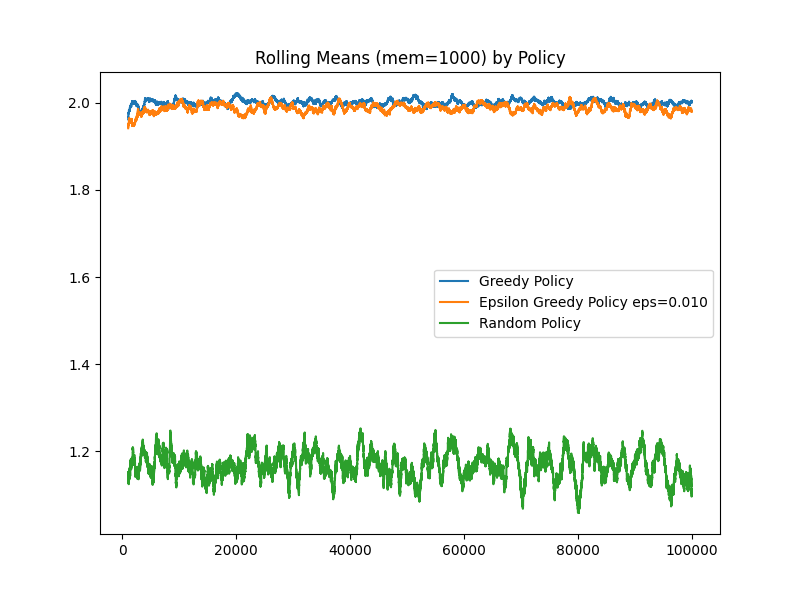 Rolling Means (mem=1000) by Policy
2.0
1.8
1.6
1.4
1.2
Greedy Policy
Epsilon Greedy Policy eps=0.010
Random Policy
0 20000 40000 60000 80000 100000